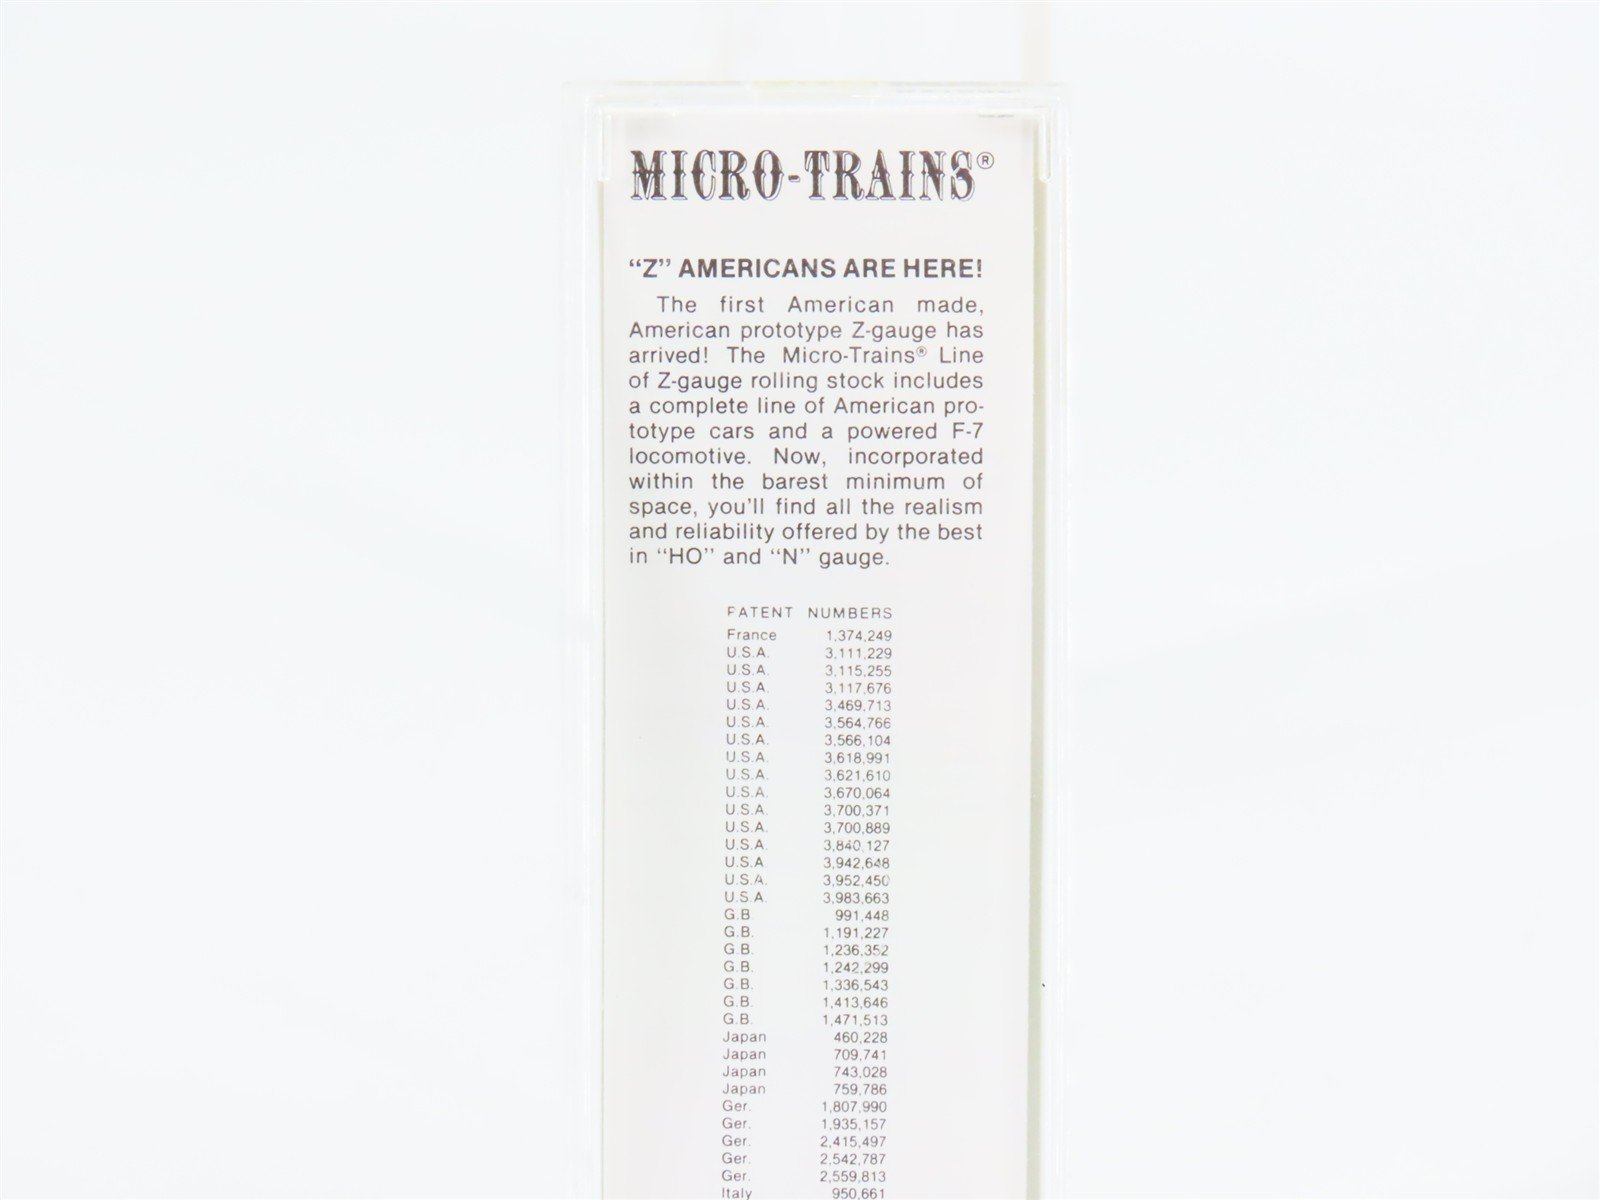 MICRO-TRAINS®
“Z” AMERICANS ARE HERE!
The first American made,
American prototype Z-gauge has
arrived! The Micro-Trains® Line
of Z-gauge rolling stock includes
a complete line of American pro-
totype cars and a powered F-7
locomotive. Now, incorporated
within the barest minimum of
space, you'll find all the realism
and reliability offered by the best
in “HO” and “N” gauge.
PATENT NUMBERS
France 1,374,249
U.S.A. 3,111,229
U.S.A. 3,115,255
U.S.A. 3,117,676
U.S.A. 3,469,713
U.S.A. 3,564,766
U.S.A. 3,566,104
U.S.A. 3,618,991
U.S.A. 3,621,610
U.S.A. 3,670,064
U.S.A. 3,700,371
U.S.A. 3,700,889
U.S.A. 3,840,127
U.S.A 3,942,648
U.S.A. 3,952,450
U.S.A. 3,983,663
G.B. 991,448
G.B. 1,191,227
G.B. 1,236,352
G.B. 1,242,299
G.B. 1,336,543
G.B. 1,413,646
G.B. 1,471,513
Japan 460,228
Japan 709,741
Japan 743,028
Japan 759,786
Ger. 1,807,990
Ger. 1,935,157
Ger. 2,415,497
Ger. 2,542,787
Ger. 2,559,813
Italy 950,661